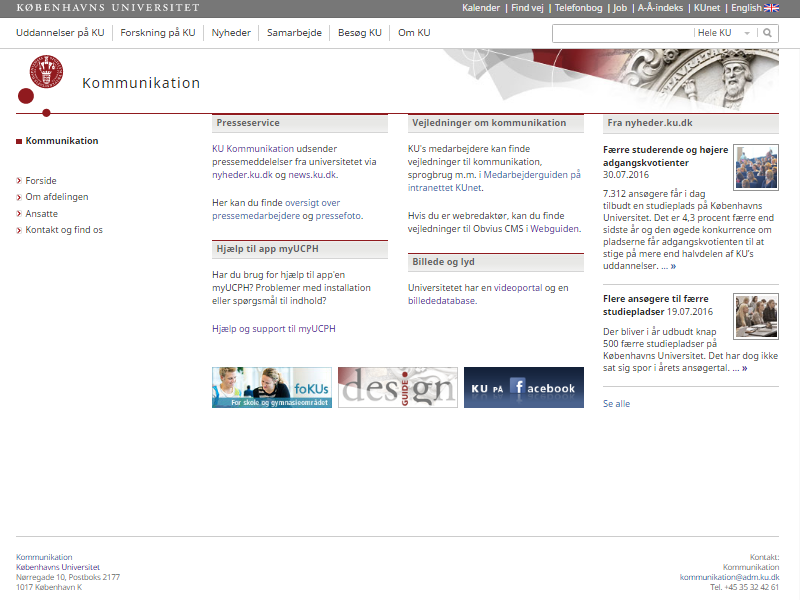 KØBENHAVNS UNIVERSITET
Kalender | Find vej | Telefonbog | Job | A-Å-indeks | KUnet | English
Uddannelser på KU
Forskning på KU
Nyheder
Samarbejde
Besøg KU
Om KU
Hele KU
Kommunikation
Kommunikation
Forside
Om afdelingen
Ansatte
Kontakt og find os
Presseservice
KU Kommunikation udsender
pressemeddelelser fra universitetet via
nyheder.ku.dk og news.ku.dk.
Her kan du finde oversigt over
pressemedarbejdere og pressefoto.
Hjælp til app myUCPH
Har du brug for hjælp til app'en
myUCPH? Problemer med installation
eller spørgsmål til indhold?
Hjælp og support til myUCPH
Vejledninger om kommunikation
KU's medarbejdere kan finde
vejledninger til kommunikation,
sprogbrug m.m. i Medarbejderguiden på
intranettet KUnet.
Hvis du er webredaktør, kan du finde
vejledninger til Obvius CMS i Webguiden.
Billede og lyd
Universitetet har en videoportal og en
billededatabase.
foKUs
For skole og gymnasieområdet
design
GUIDE
KU PÅ facebook
Fra nyheder.ku.dk
Færre studerende og højere
adgangskvotienter
30.07.2016
7.312 ansøgere får i dag
tilbudt en studieplads på Københavns
Universitet. Det er 4,3 procent færre end
sidste år og den øgede konkurrence om
pladserne får adgangskvotienten til at
stige på mere end halvdelen af KU's
uddannelser. ... »
Flere ansøgere til færre
studiepladser 19.07.2016
Der bliver i år udbudt knap
500 færre studiepladser på
Københavns Universitet. Det har dog ikke
sat sig spor i årets ansøgertal. ... »
Se alle
Kommunikation
Københavns Universitet
Nørregade 10, Postboks 2177
1017 København K
Kontakt:
Kommunikation
kommunikation@adm.ku.dk
Tel. +45 35 32 42 61